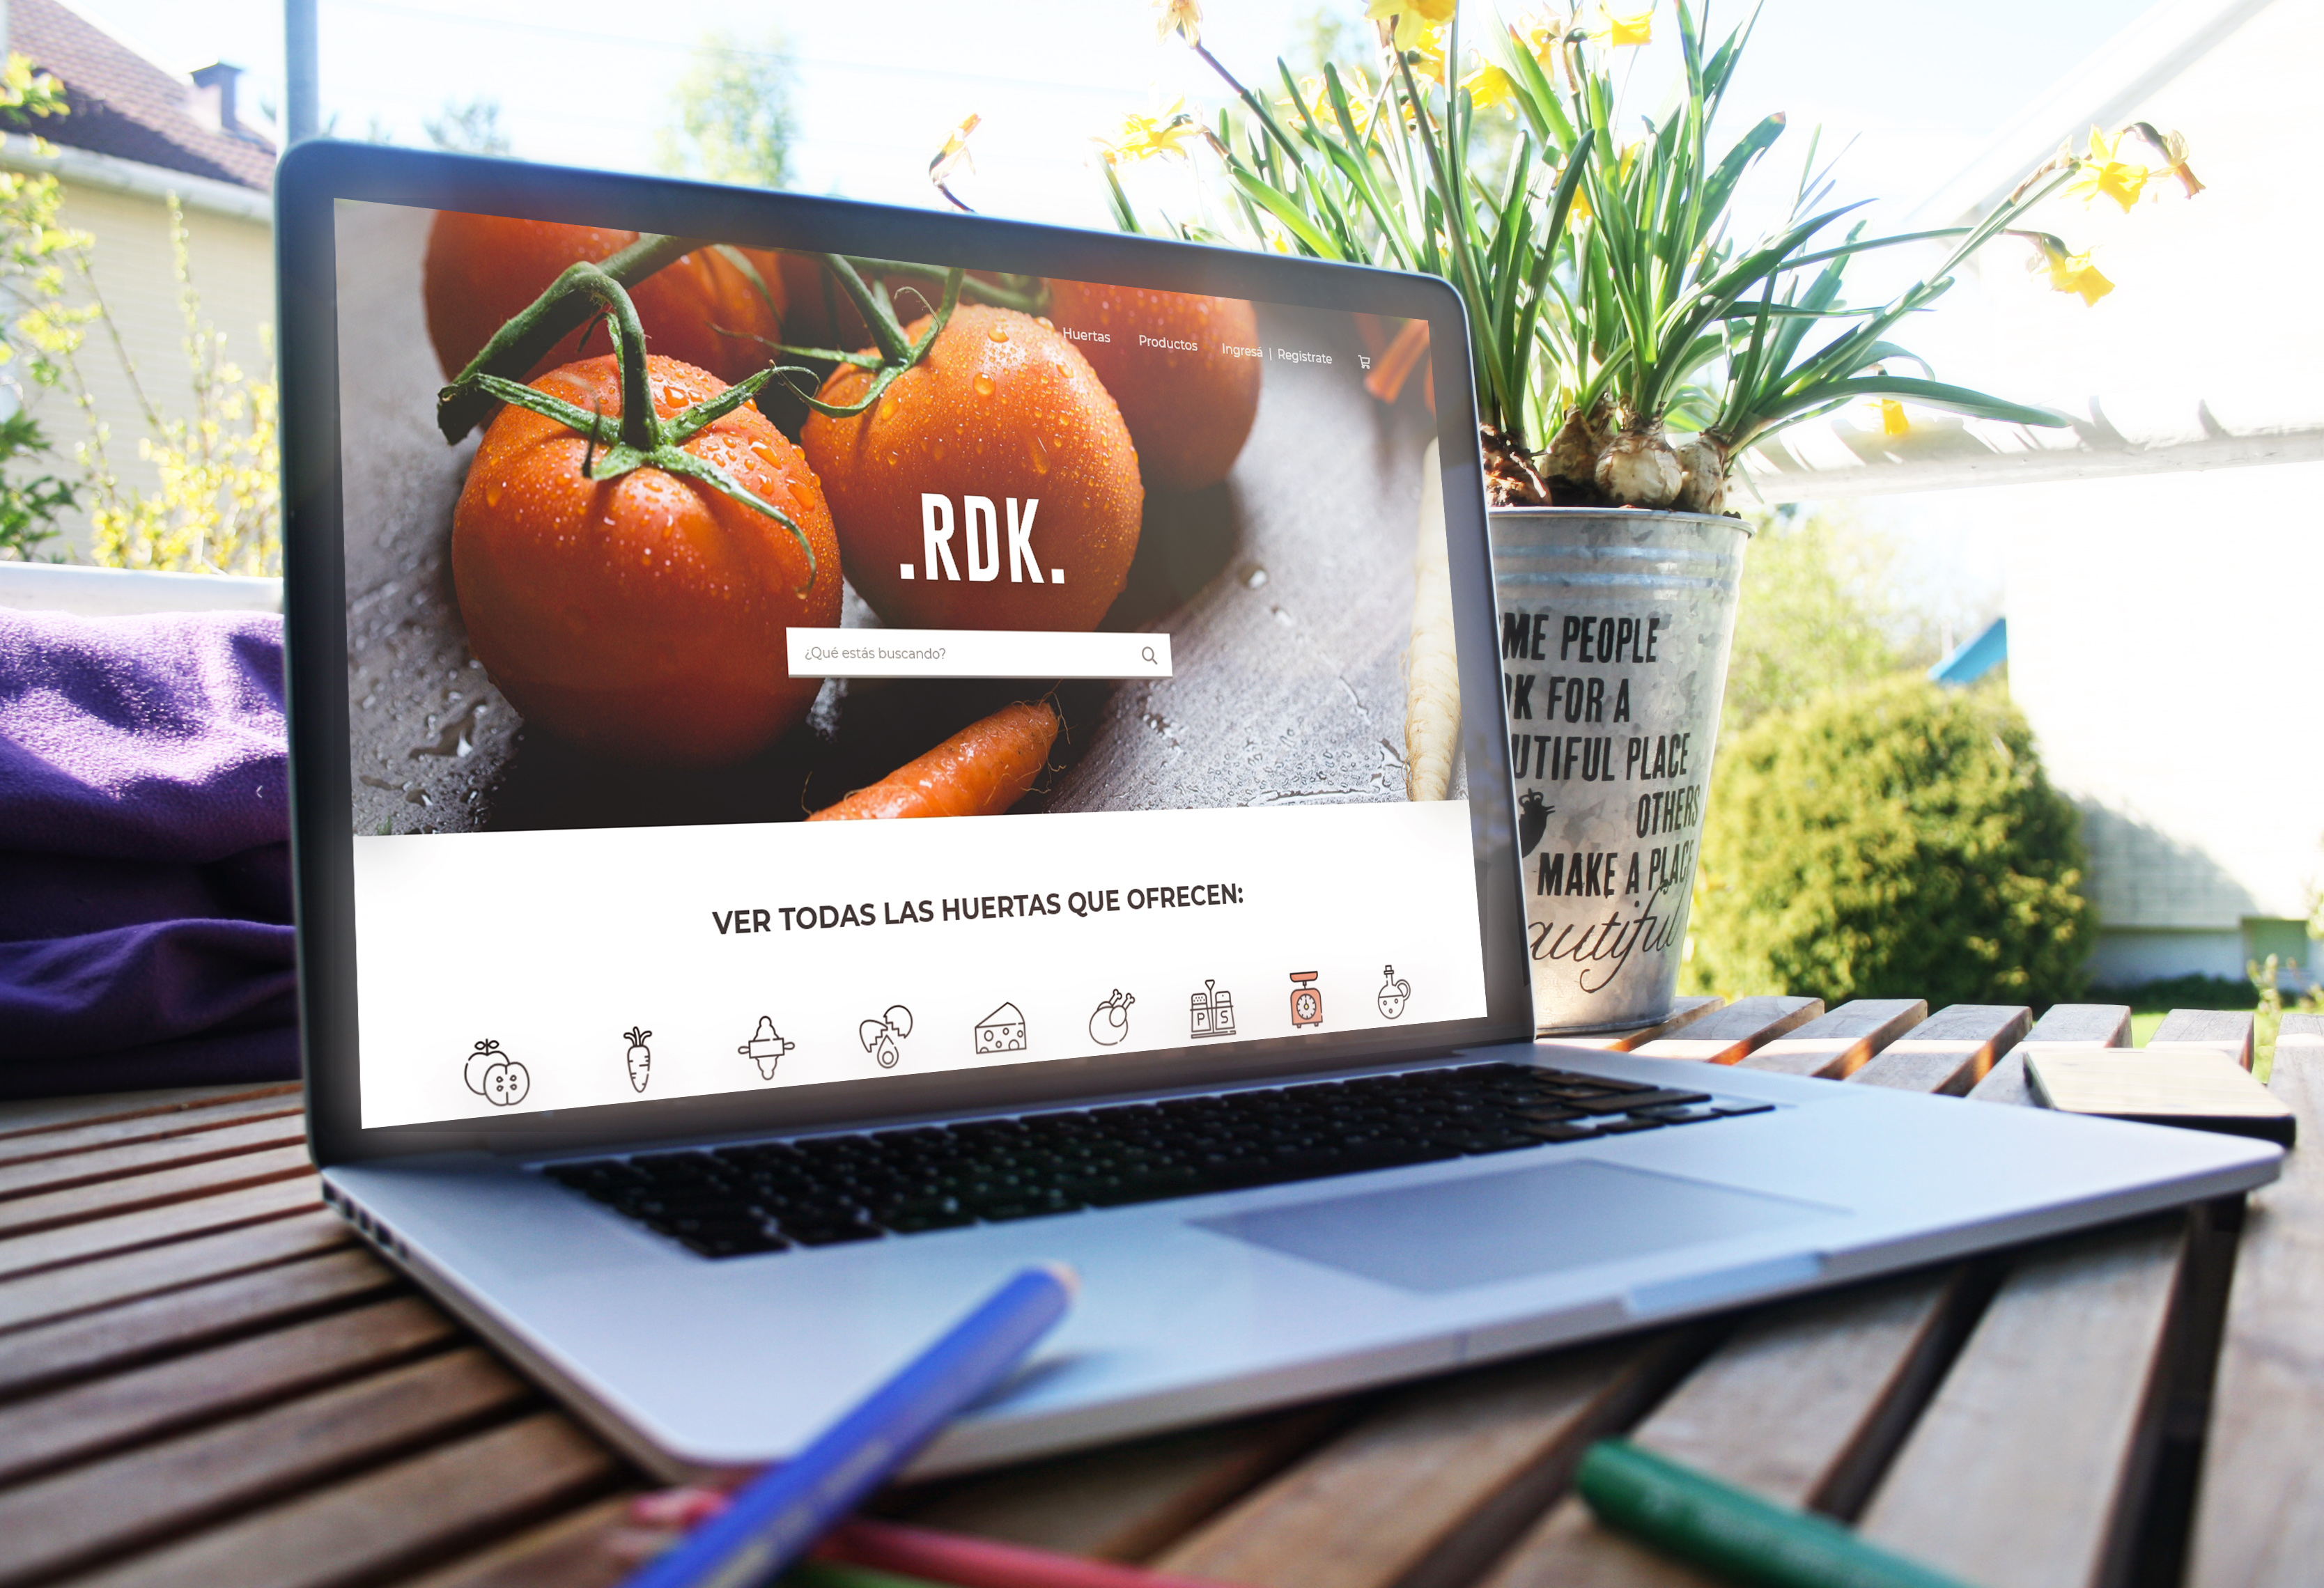 Huertas Productos Ingresá | Registrate
.RDK.
¿Qué estás buscando?
VER TODAS LAS HUERTAS QUE OFRECEN:
P S
ME PEOPLE
K FOR A
UTIFUL PLACE
OTHERS
MAKE A PLAC
autiful